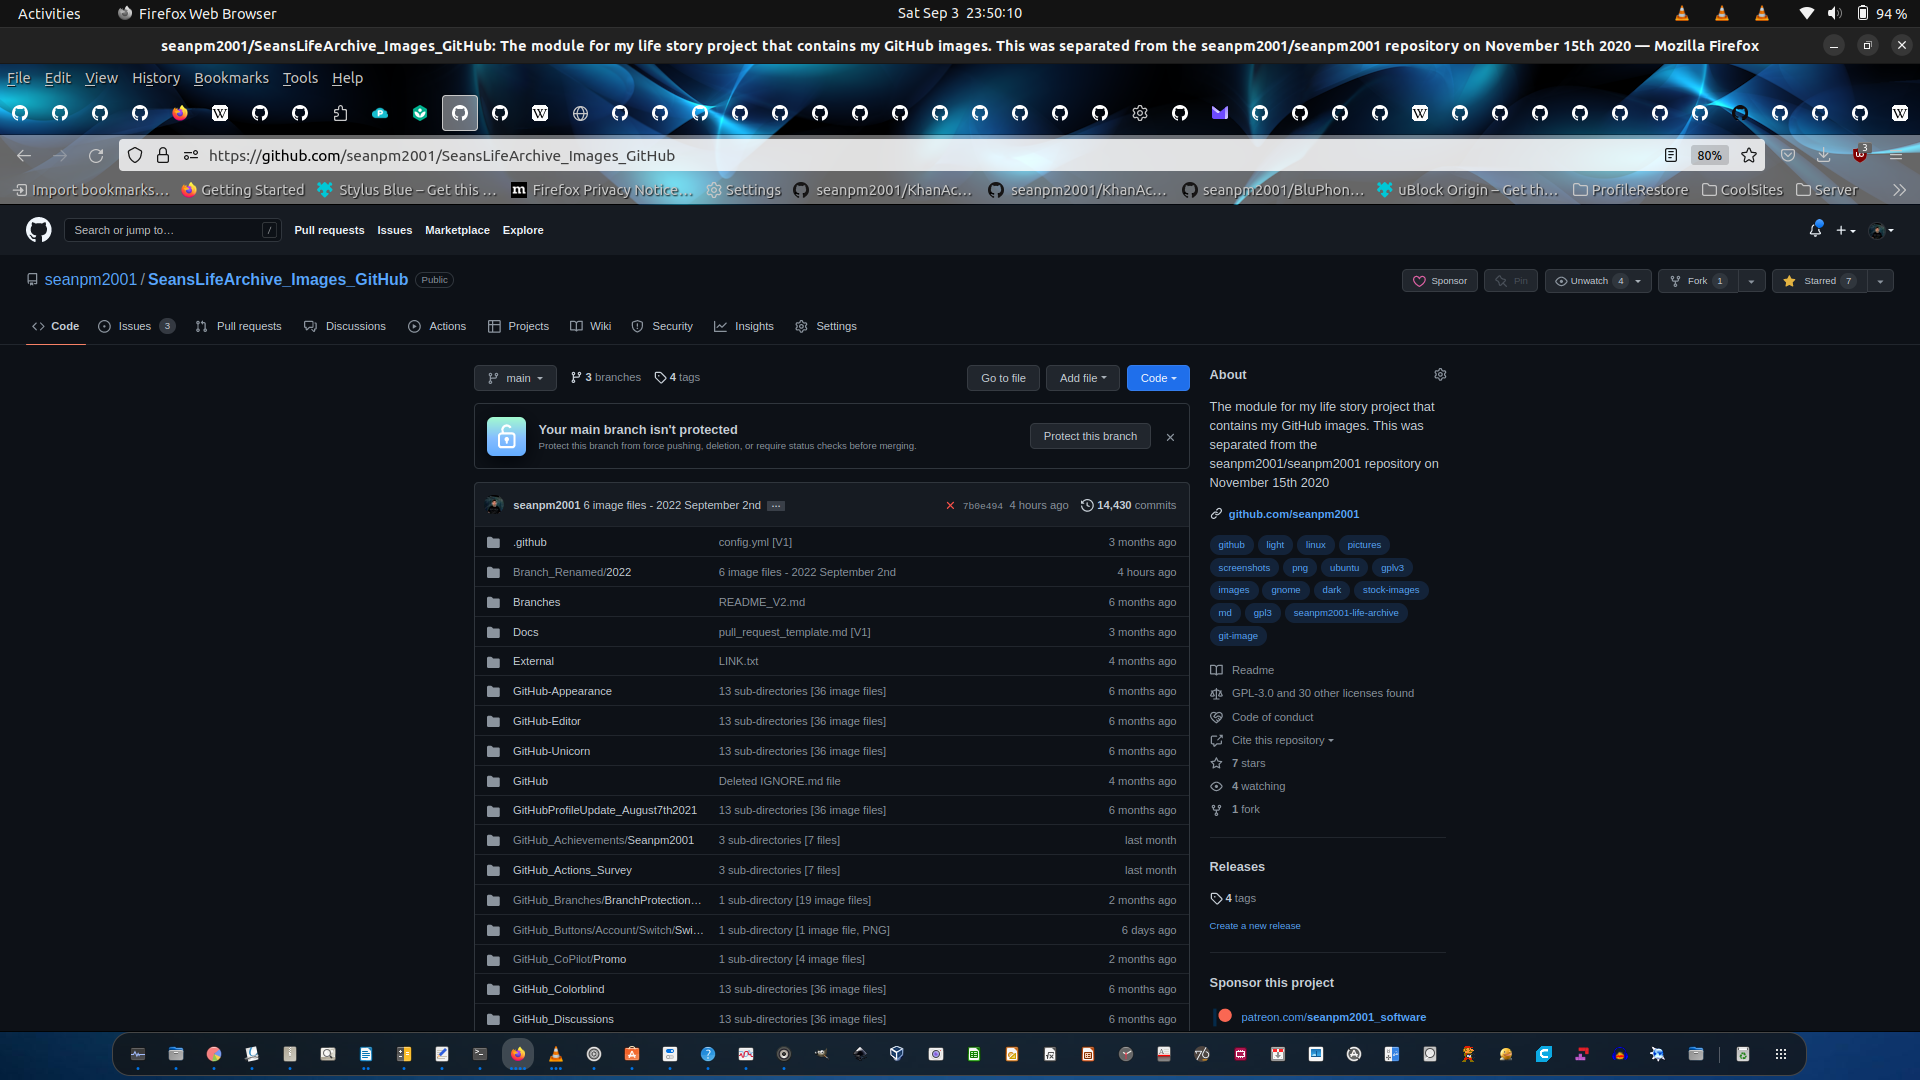 Activities Firefox Web Browser Sat Sep 3 23:50:10 94 %
seanpm2001/SeansLifeArchive_Images_GitHub: The module for my life story project that contains my GitHub images. This was separated from the seanpm2001/seanpm2001 repository on November 15th 2020 — Mozilla Firefox
File Edit View History Bookmarks Tools Help
https://github.com/seanpm2001/SeansLifeArchive_Images_GitHub 80% 3
Import bookmarks… Getting Started Stylus Blue – Get this … Firefox Privacy Notice… Settings seanpm2001/KhanAc… seanpm2001/KhanAc… seanpm2001/BluPhon… uBlock Origin – Get th… ProfileRestore CoolSites Server
Search or jump to… / Pull requests Issues Marketplace Explore
seanpm2001 / SeansLifeArchive_Images_GitHub Public Sponsor Pin Unwatch 4 Fork 1 Starred 7
Code Issues 3 Pull requests Discussions Actions Projects Wiki Security Insights Settings
main 3 branches 4 tags Go to file Add file Code
Your main branch isn't protected
Protect this branch from force pushing, deletion, or require status checks before merging.
Protect this branch
seanpm2001 6 image files - 2022 September 2nd … 7b0e494 4 hours ago 14,430 commits
.github config.yml [V1] 3 months ago
Branch_Renamed/2022 6 image files - 2022 September 2nd 4 hours ago
Branches README_V2.md 6 months ago
Docs pull_request_template.md [V1] 3 months ago
External LINK.txt 4 months ago
GitHub-Appearance 13 sub-directories [36 image files] 6 months ago
GitHub-Editor 13 sub-directories [36 image files] 6 months ago
GitHub-Unicorn 13 sub-directories [36 image files] 6 months ago
GitHub Deleted IGNORE.md file 4 months ago
GitHubProfileUpdate_August7th2021 13 sub-directories [36 image files] 6 months ago
GitHub_Achievements/Seanpm2001 3 sub-directories [7 files] last month
GitHub_Actions_Survey 3 sub-directories [7 files] last month
GitHub_Branches/BranchProtection… 1 sub-directory [19 image files] 2 months ago
GitHub_Buttons/Account/Switch/Swi… 1 sub-directory [1 image file, PNG] 6 days ago
GitHub_CoPilot/Promo 1 sub-directory [4 image files] 2 months ago
GitHub_Colorblind 13 sub-directories [36 image files] 6 months ago
GitHub_Discussions 13 sub-directories [36 image files] 6 months ago
About
The module for my life story project that
contains my GitHub images. This was
separated from the
seanpm2001/seanpm2001 repository on
November 15th 2020
github.com/seanpm2001
github light linux pictures
screenshots png ubuntu gplv3
images gnome dark stock-images
md gpl3 seanpm2001-life-archive
git-image
Readme
GPL-3.0 and 30 other licenses found
Code of conduct
Cite this repository
7 stars
4 watching
1 fork
Releases
4 tags
Create a new release
Sponsor this project
patreon.com/seanpm2001_software